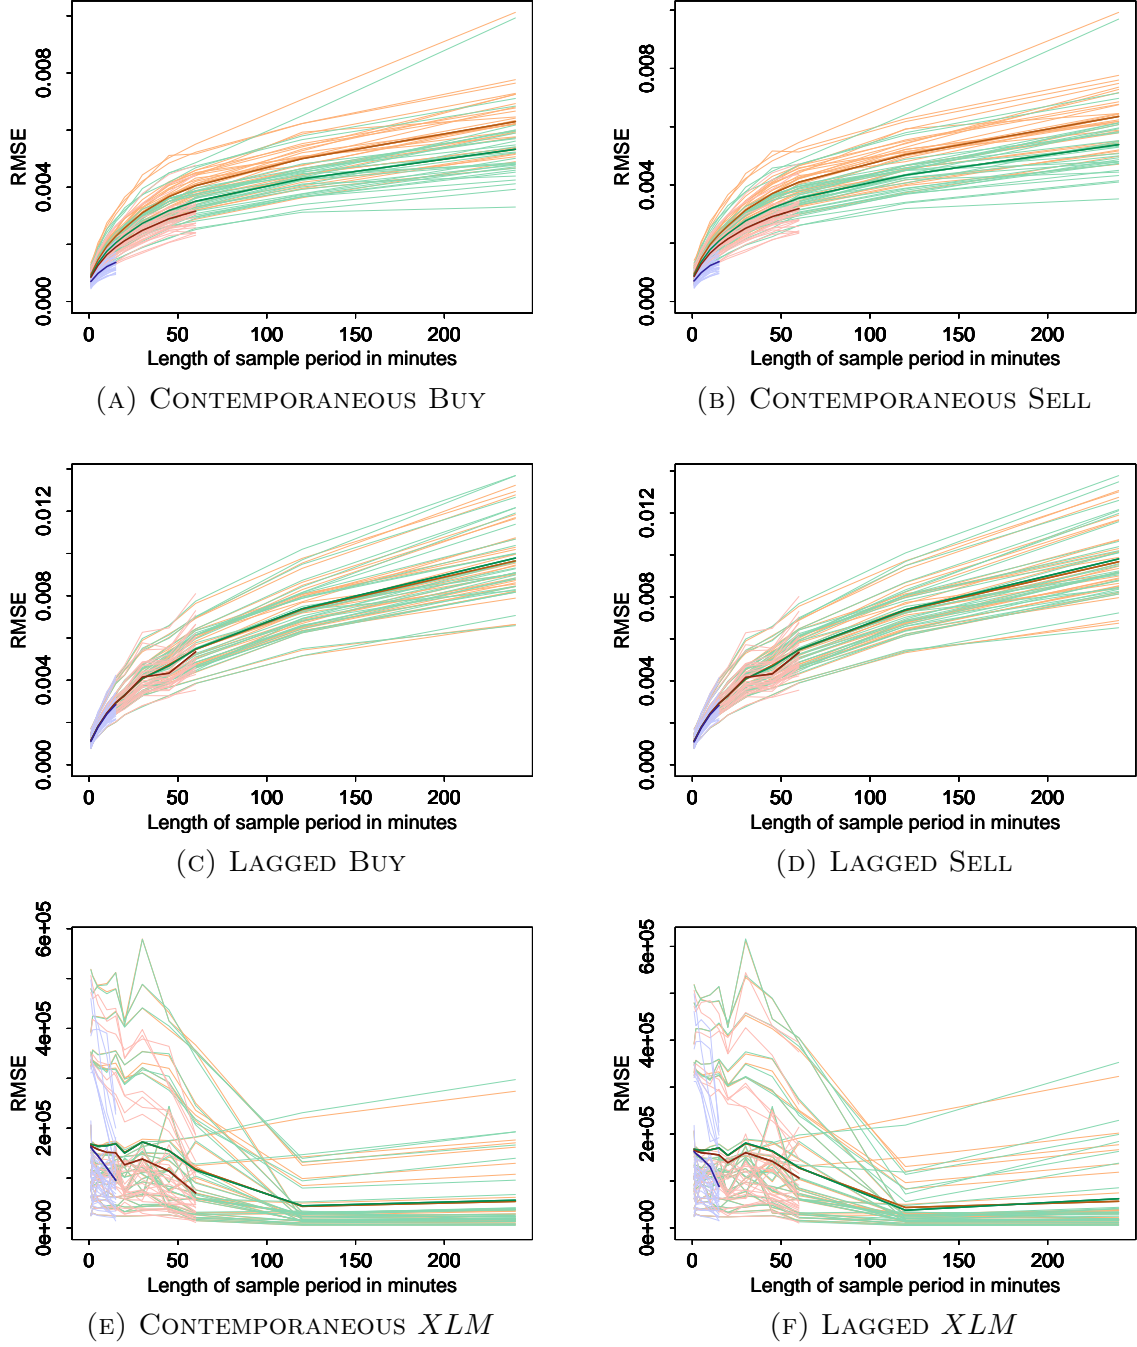 RMSE
0.000 0.004 0.008
0 50 100 150 200
Length of sample period in minutes
(A) CONTEMPORANEOUS BUY
RMSE
0.000 0.004 0.008
0 50 100 150 200
Length of sample period in minutes
(B) CONTEMPORANEOUS SELL
RMSE
0.000 0.004 0.008 0.012
0 50 100 150 200
Length of sample period in minutes
(C) LAGGED BUY
RMSE
0.000 0.004 0.008 0.012
0 50 100 150 200
Length of sample period in minutes
(D) LAGGED SELL
RMSE
0e+00 2e+05 4e+05 6e+05
0 50 100 150 200
Length of sample period in minutes
(E) CONTEMPORANEOUS XLM
RMSE
0e+00 2e+05 4e+05 6e+05
0 50 100 150 200
Length of sample period in minutes
(F) LAGGED XLM